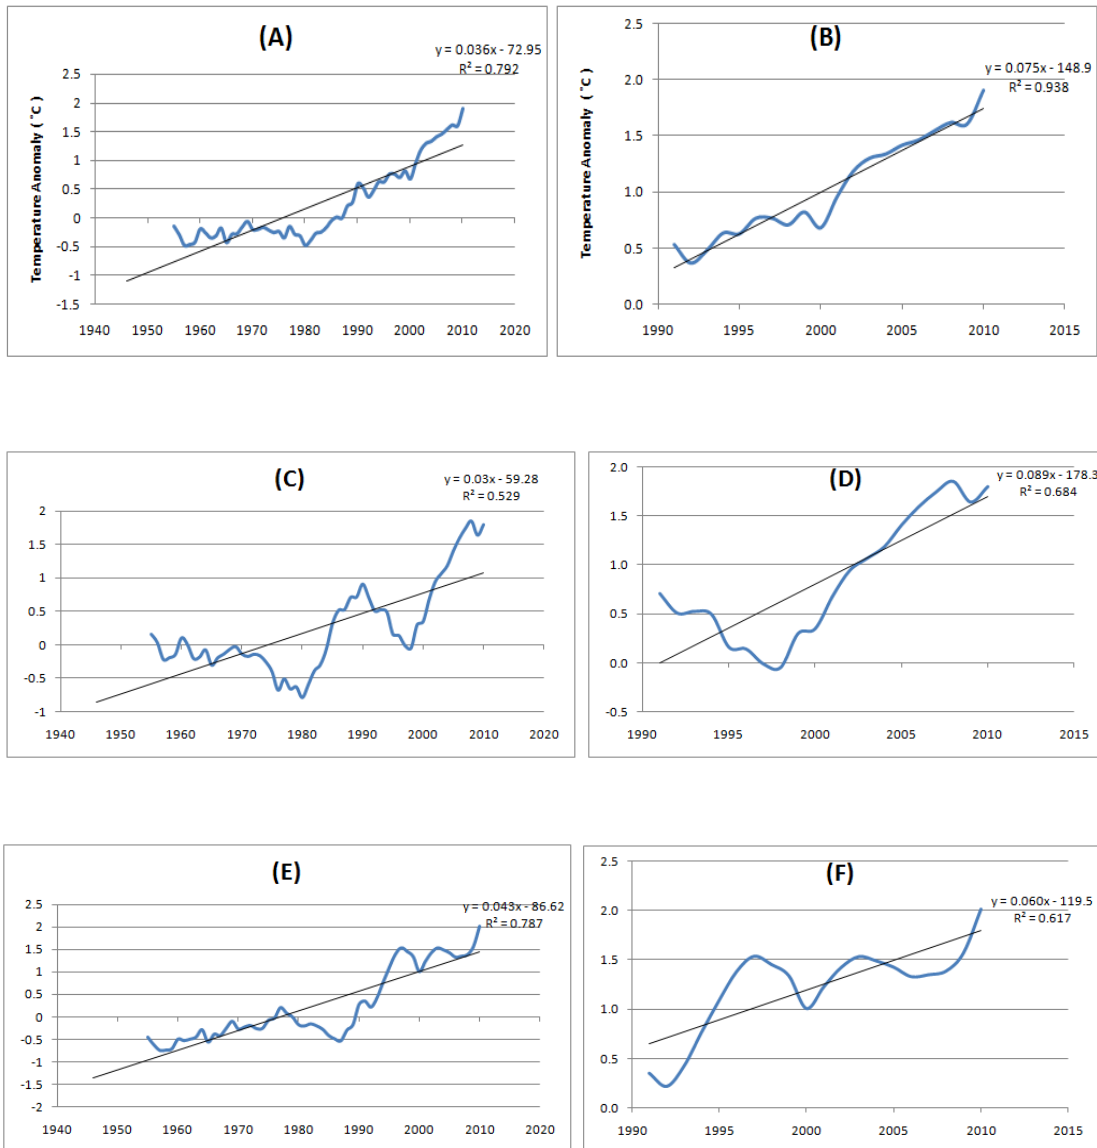 (A)
y = 0.036x - 72.95
R² = 0.792
Temperature Anomaly ( ˚C )
2.5
2
1.5
1
0.5
0
-0.5
-1
-1.5
1940 1950 1960 1970 1980 1990 2000 2010 2020
(B)
y = 0.075x - 148.9
R² = 0.938
Temperature Anomaly ( ˚C )
2.5
2.0
1.5
1.0
0.5
0.0
1990 1995 2000 2005 2010 2015
(C)
y = 0.03x - 59.28
R² = 0.529
2
1.5
1
0.5
0
-0.5
-1
1940 1950 1960 1970 1980 1990 2000 2010 2020
(D)
y = 0.089x - 178.3
R² = 0.684
2.0
1.5
1.0
0.5
0.0
-0.5
1990 1995 2000 2005 2010 2015
(E)
y = 0.043x - 86.62
R² = 0.787
2.5
2
1.5
1
0.5
0
-0.5
-1
-1.5
-2
1940 1950 1960 1970 1980 1990 2000 2010 2020
(F)
y = 0.060x - 119.5
R² = 0.617
2.5
2.0
1.5
1.0
0.5
0.0
1990 1995 2000 2005 2010 2015